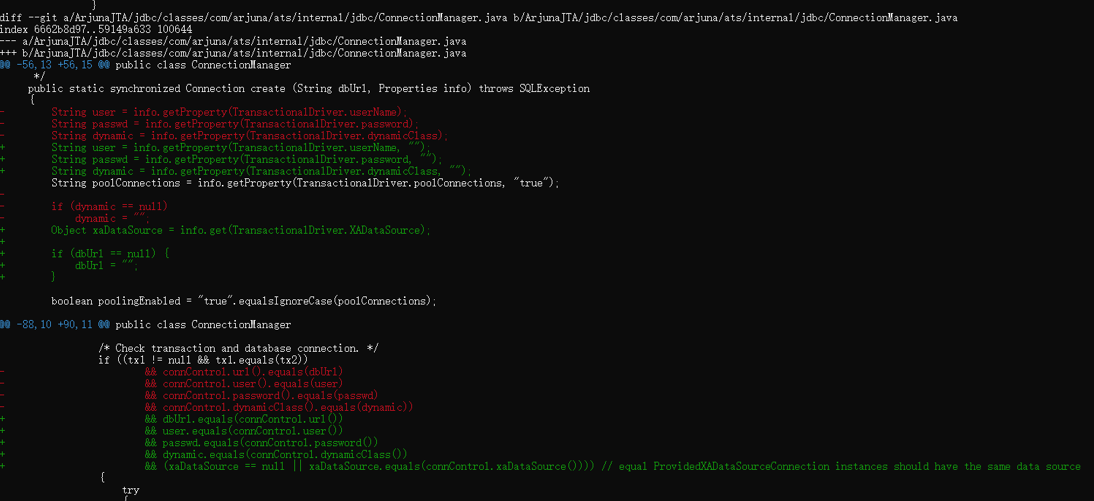 }
diff --git a/ArjunaJTA/jdbc/classes/com/arjuna/ats/internal/jdbc/ConnectionManager.java b/ArjunaJTA/jdbc/classes/com/arjuna/ats/internal/jdbc/ConnectionManager.java
index 6662b8d97..59149a633 100644
--- a/ArjunaJTA/jdbc/classes/com/arjuna/ats/internal/jdbc/ConnectionManager.java
+++ b/ArjunaJTA/jdbc/classes/com/arjuna/ats/internal/jdbc/ConnectionManager.java
@@ -56,13 +56,15 @@ public class ConnectionManager
      */
     public static synchronized Connection create (String dbUrl, Properties info) throws SQLException
     {
-        String user = info.getProperty(TransactionalDriver.userName);
-        String passwd = info.getProperty(TransactionalDriver.password);
-        String dynamic = info.getProperty(TransactionalDriver.dynamicClass);
+        String user = info.getProperty(TransactionalDriver.userName, "");
+        String passwd = info.getProperty(TransactionalDriver.password, "");
+        String dynamic = info.getProperty(TransactionalDriver.dynamicClass, "");
         String poolConnections = info.getProperty(TransactionalDriver.poolConnections, "true");
-
-        if (dynamic == null)
-            dynamic = "";
+        Object xaDataSource = info.get(TransactionalDriver.XADataSource);
+
+        if (dbUrl == null) {
+            dbUrl = "";
+        }

         boolean poolingEnabled = "true".equalsIgnoreCase(poolConnections);

@@ -88,10 +90,11 @@ public class ConnectionManager

                 /* Check transaction and database connection. */
                 if ((tx1 != null && tx1.equals(tx2))
-                        && connControl.url().equals(dbUrl)
-                        && connControl.user().equals(user)
-                        && connControl.password().equals(passwd)
-                        && connControl.dynamicClass().equals(dynamic))
+                        && dbUrl.equals(connControl.url())
+                        && user.equals(connControl.user())
+                        && passwd.equals(connControl.password())
+                        && dynamic.equals(connControl.dynamicClass())
+                        && (xaDataSource == null || xaDataSource.equals(connControl.xaDataSource()))) // equal ProvidedXADataSourceConnection instances should have the same data source
                 {
                     try
                     {